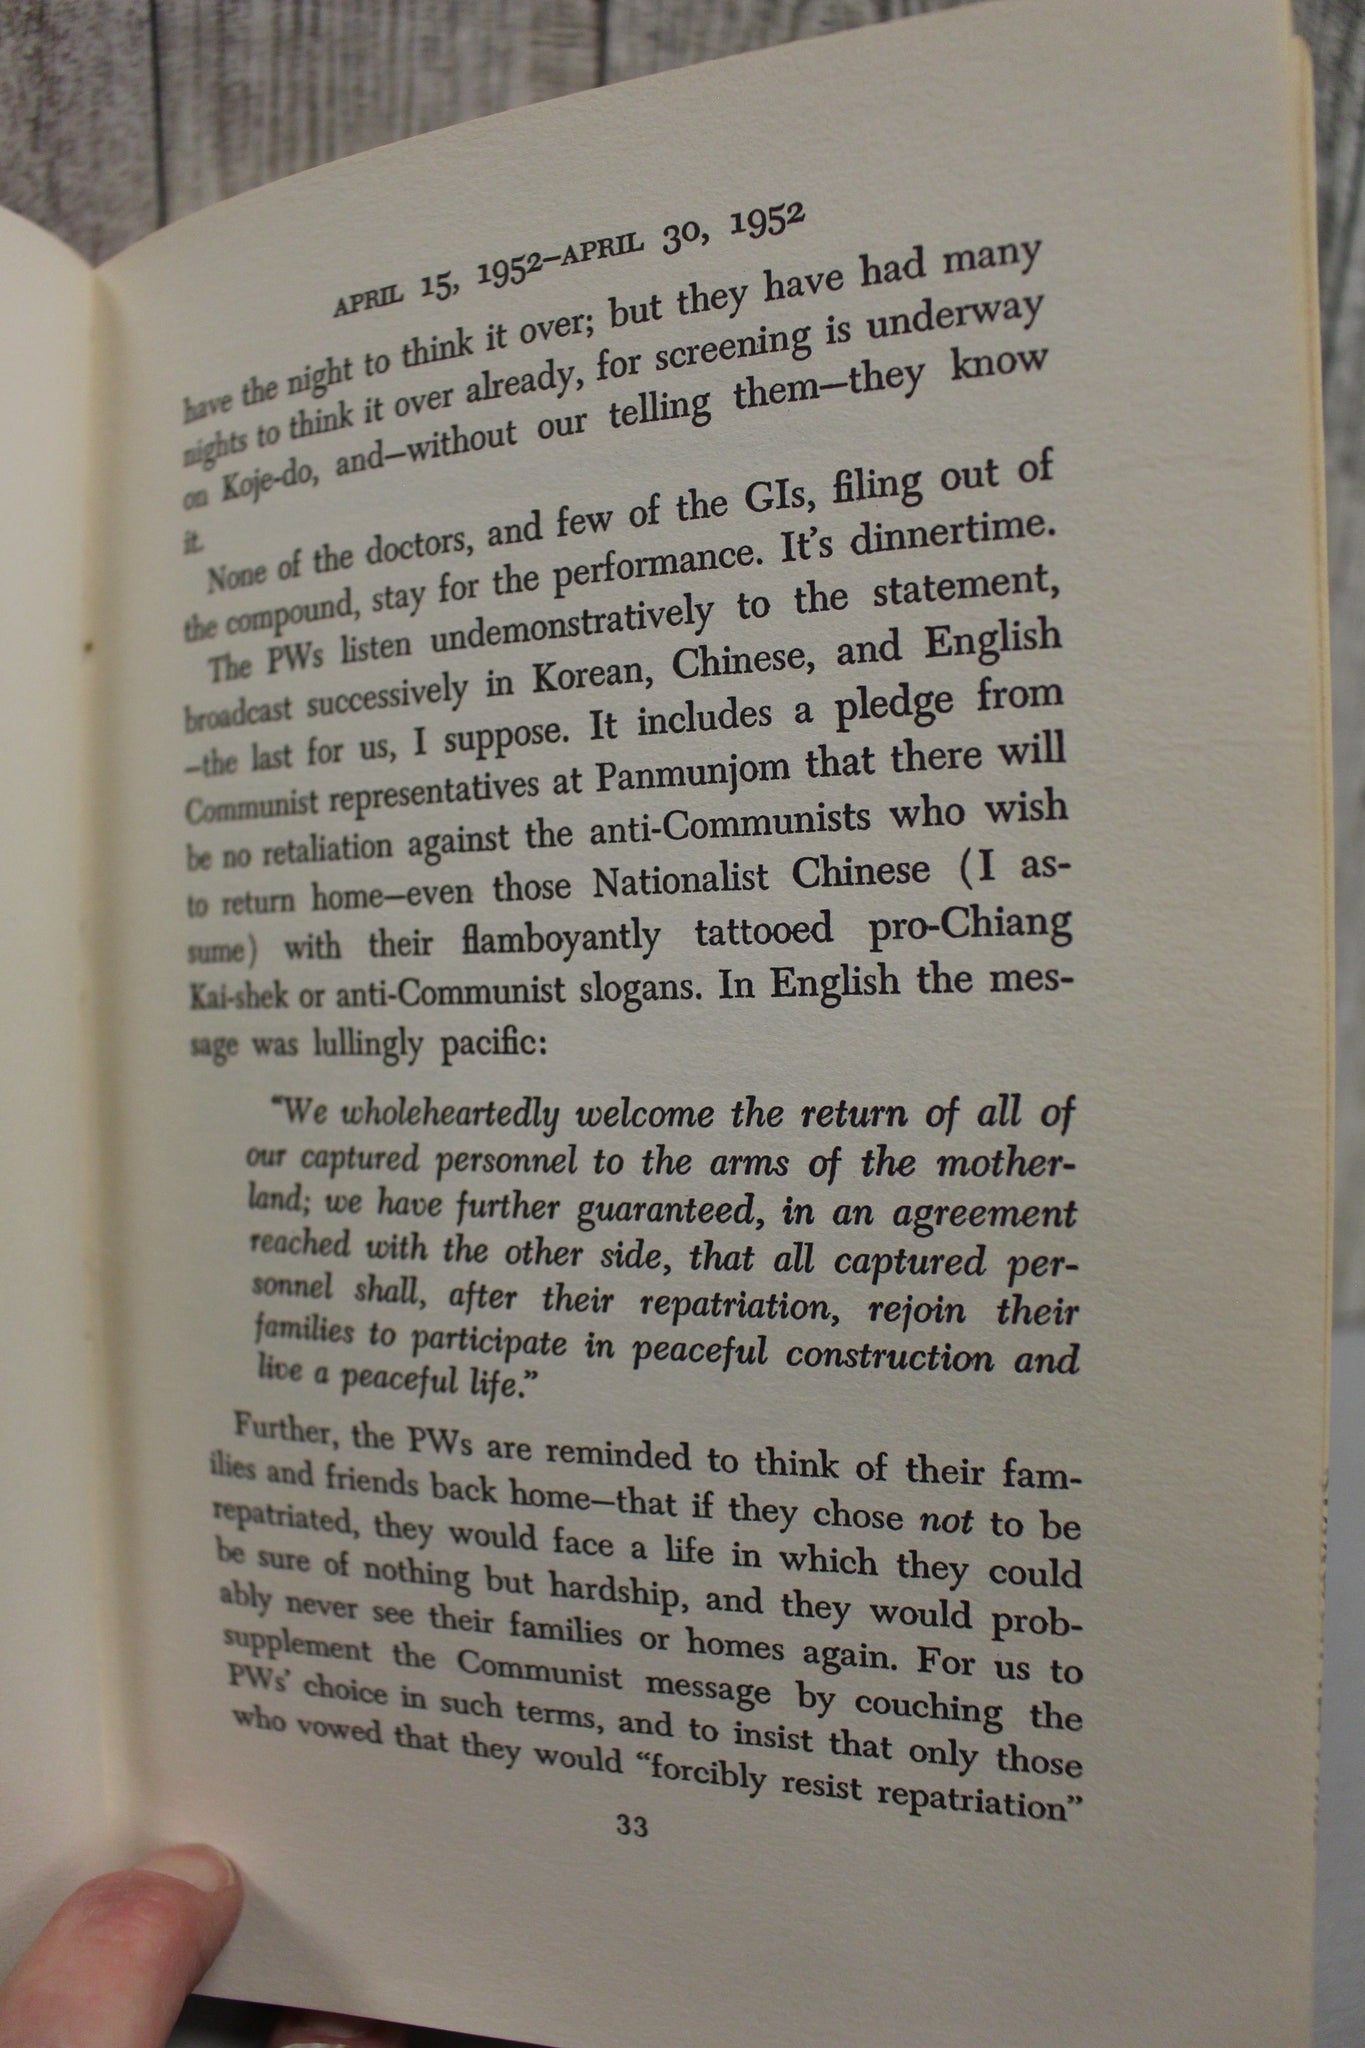 APRIL 15, 1952–APRIL 30, 1952
have the night to think it over; but they have had many
nights to think it over already, for screening is underway
on Koje-do, and—without our telling them—they know
it.
None of the doctors, and few of the GIs, filing out of
the compound, stay for the performance. It's dinnertime.
The PWs listen undemonstratively to the statement,
broadcast successively in Korean, Chinese, and English
—the last for us, I suppose. It includes a pledge from
Communist representatives at Panmunjom that there will
be no retaliation against the anti-Communists who wish
to return home—even those Nationalist Chinese (I as-
sume) with their flamboyantly tattooed pro-Chiang
Kai-shek or anti-Communist slogans. In English the mes-
sage was lullingly pacific:
"We wholeheartedly welcome the return of all of
our captured personnel to the arms of the mother-
land; we have further guaranteed, in an agreement
reached with the other side, that all captured per-
sonnel shall, after their repatriation, rejoin their
families to participate in peaceful construction and
live a peaceful life."
Further, the PWs are reminded to think of their fam-
ilies and friends back home—that if they chose not to be
repatriated, they would face a life in which they could
be sure of nothing but hardship, and they would prob-
ably never see their families or homes again. For us to
supplement the Communist message by couching the
PWs' choice in such terms, and to insist that only those
who vowed that they would "forcibly resist repatriation"
33